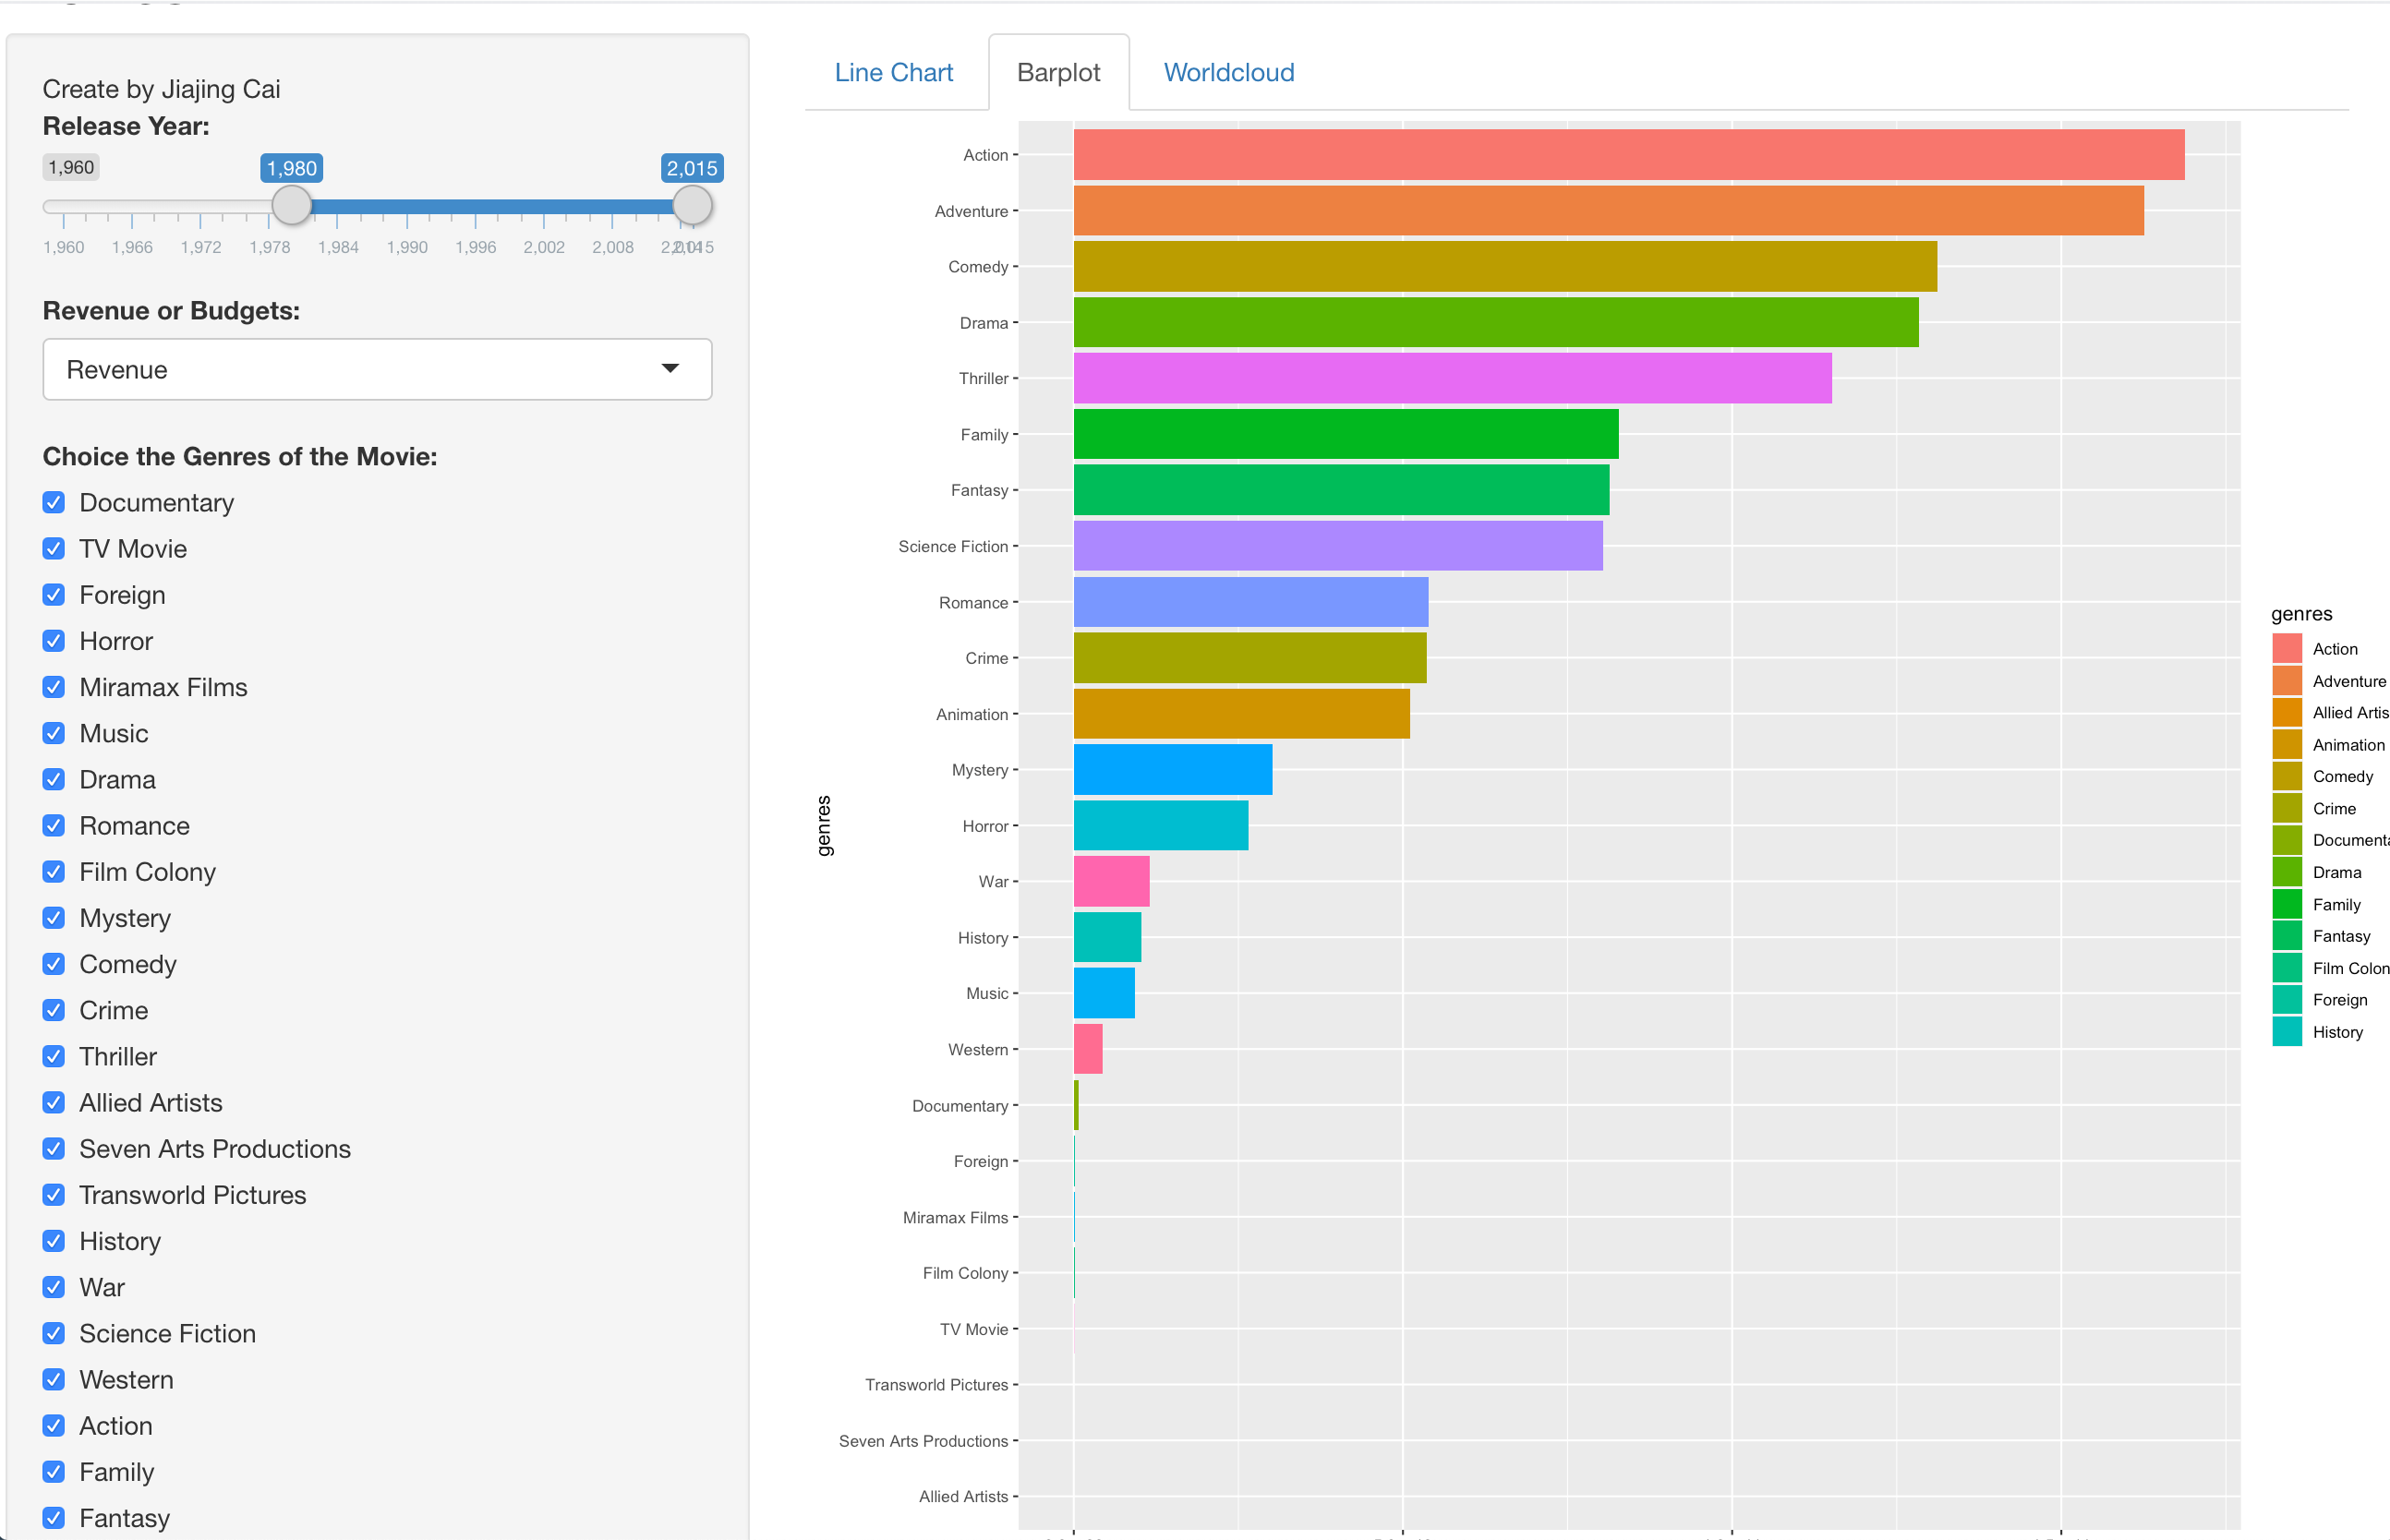 Create by Jiajing Cai
Release Year:
1,960 1,980 2,015
1,960 1,966 1,972 1,978 1,984 1,990 1,996 2,002 2,008
Revenue or Budgets:
Revenue
Choice the Genres of the Movie:
Documentary
TV Movie
Foreign
Horror
Miramax Films
Music
Drama
Romance
Film Colony
Mystery
Comedy
Crime
Thriller
Allied Artists
Seven Arts Productions
Transworld Pictures
History
War
Science Fiction
Western
Action
Family
Fantasy
Line Chart Barplot Worldcloud
Action
Adventure
Comedy
Drama
Thriller
Family
Fantasy
Science Fiction
Romance
Crime
Animation
Mystery
Horror
War
History
Music
Western
Documentary
Foreign
Miramax Films
Film Colony
TV Movie
Transworld Pictures
Seven Arts Productions
Allied Artists
genres
genres
Action
Adventure
Allied Artis
Animation
Comedy
Crime
Documenta
Drama
Family
Fantasy
Film Colon
Foreign
History